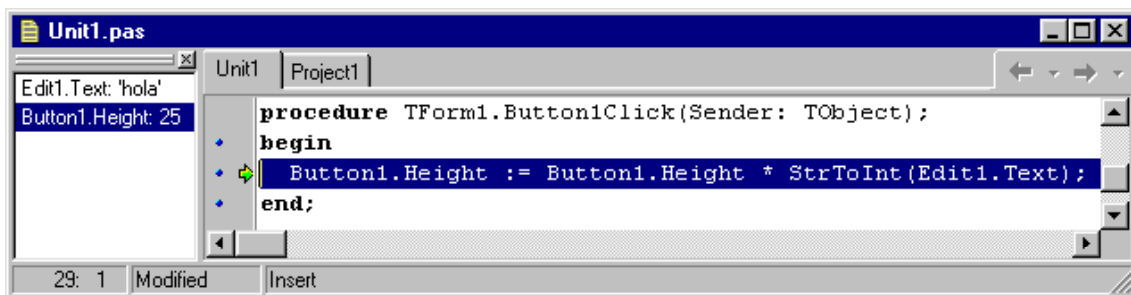 Unit1.pas
Edit1.Text: 'hola'
Button1.Height: 25
Unit1 Project1
procedure TForm1.Button1Click(Sender: TObject);
begin
Button1.Height := Button1.Height * StrToInt(Edit1.Text);
end;
29: 1 Modified Insert